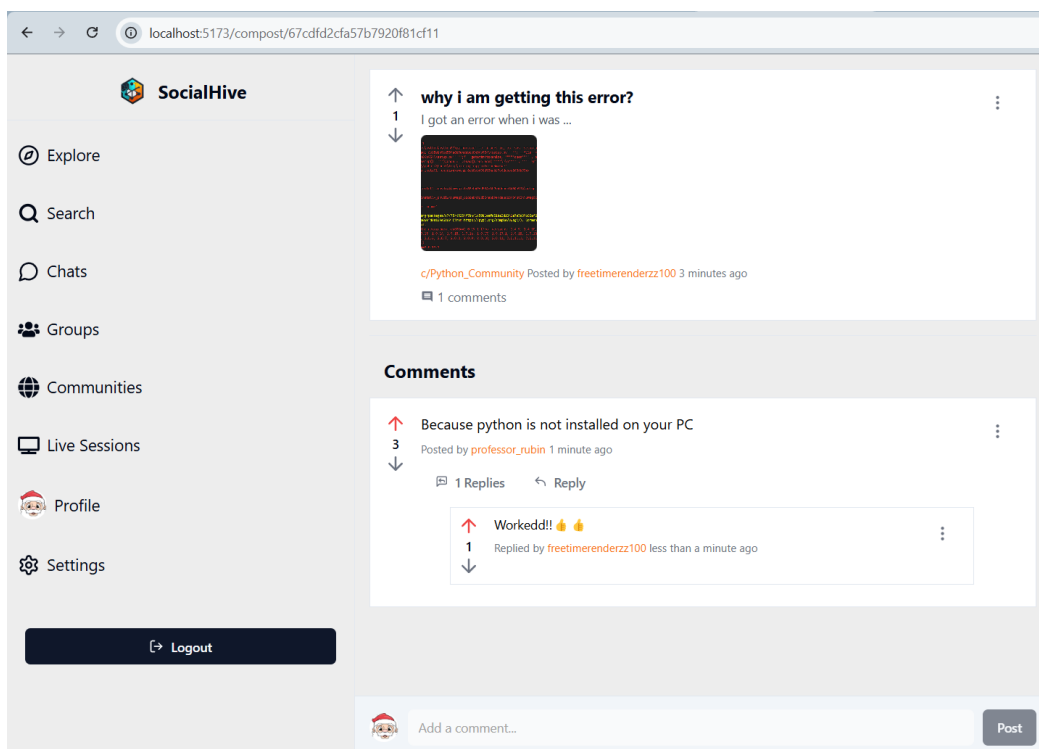 localhost:5173/compost/67cdfd2cfa57b7920f81cf11
SocialHive
Explore
Search
Chats
Groups
Communities
Live Sessions
Profile
Settings
Logout
why i am getting this error?
1
I got an error when i was ...
c/Python_Community Posted by freetimerenderzz100 3 minutes ago
1 comments
Comments
Because python is not installed on your PC
3
Posted by professor_rubin 1 minute ago
1 Replies Reply
Workedd!!👍 👍
1
Replied by freetimerenderzz100 less than a minute ago
Add a comment...
Post